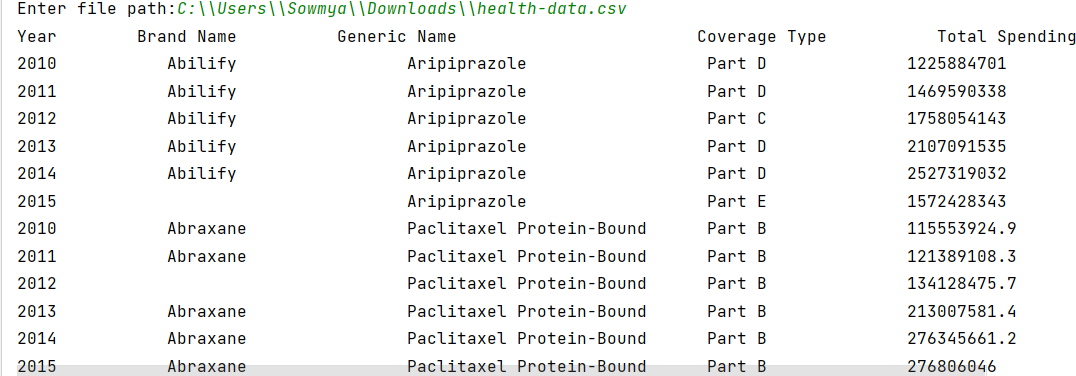 Enter file path:C:\\Users\\Sowmya\\Downloads\\health-data.csv
Year Brand Name Generic Name Coverage Type Total Spending
2010 Abilify Aripiprazole Part D 1225884701
2011 Abilify Aripiprazole Part D 1469590338
2012 Abilify Aripiprazole Part C 1758054143
2013 Abilify Aripiprazole Part D 2107091535
2014 Abilify Aripiprazole Part D 2527319032
2015 Aripiprazole Part E 1572428343
2010 Abraxane Paclitaxel Protein-Bound Part B 115553924.9
2011 Abraxane Paclitaxel Protein-Bound Part B 121389108.3
2012 Paclitaxel Protein-Bound Part B 134128475.7
2013 Abraxane Paclitaxel Protein-Bound Part B 213007581.4
2014 Abraxane Paclitaxel Protein-Bound Part B 276345661.2
2015 Abraxane Paclitaxel Protein-Bound Part B 276806046